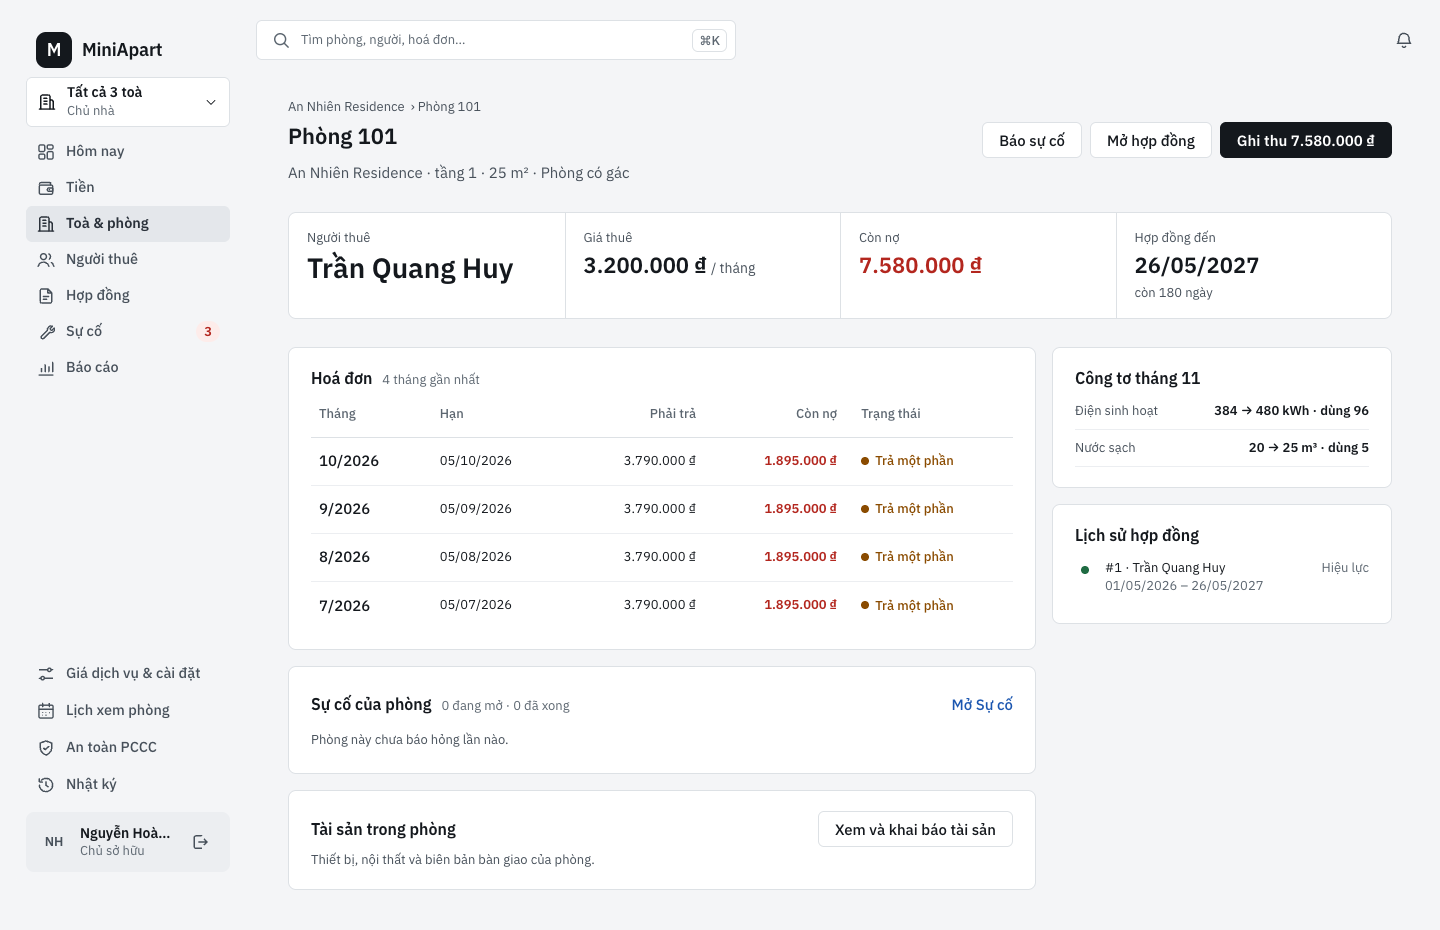 M MiniApart
Tìm phòng, người, hoá đơn... ⌘K
Tất cả 3 toà
Chủ nhà
Hôm nay
Tiền
Toà & phòng
Người thuê
Hợp đồng
Sự cố 3
Báo cáo
Giá dịch vụ & cài đặt
Lịch xem phòng
An toàn PCCC
Nhật ký
NH Nguyễn Hoà...
Chủ sở hữu
An Nhiên Residence › Phòng 101
Phòng 101
An Nhiên Residence · tầng 1 · 25 m² · Phòng có gác
Báo sự cố Mở hợp đồng Ghi thu 7.580.000 ₫
Người thuê
Trần Quang Huy
Giá thuê
3.200.000 ₫ / tháng
Còn nợ
7.580.000 ₫
Hợp đồng đến
26/05/2027
còn 180 ngày
Hoá đơn 4 tháng gần nhất
Tháng Hạn Phải trả Còn nợ Trạng thái
10/2026 05/10/2026 3.790.000 ₫ 1.895.000 ₫ Trả một phần
9/2026 05/09/2026 3.790.000 ₫ 1.895.000 ₫ Trả một phần
8/2026 05/08/2026 3.790.000 ₫ 1.895.000 ₫ Trả một phần
7/2026 05/07/2026 3.790.000 ₫ 1.895.000 ₫ Trả một phần
Sự cố của phòng 0 đang mở · 0 đã xong Mở Sự cố
Phòng này chưa báo hỏng lần nào.
Tài sản trong phòng Xem và khai báo tài sản
Thiết bị, nội thất và biên bản bàn giao của phòng.
Công tơ tháng 11
Điện sinh hoạt 384 → 480 kWh · dùng 96
Nước sạch 20 → 25 m³ · dùng 5
Lịch sử hợp đồng
#1 · Trần Quang Huy Hiệu lực
01/05/2026 – 26/05/2027